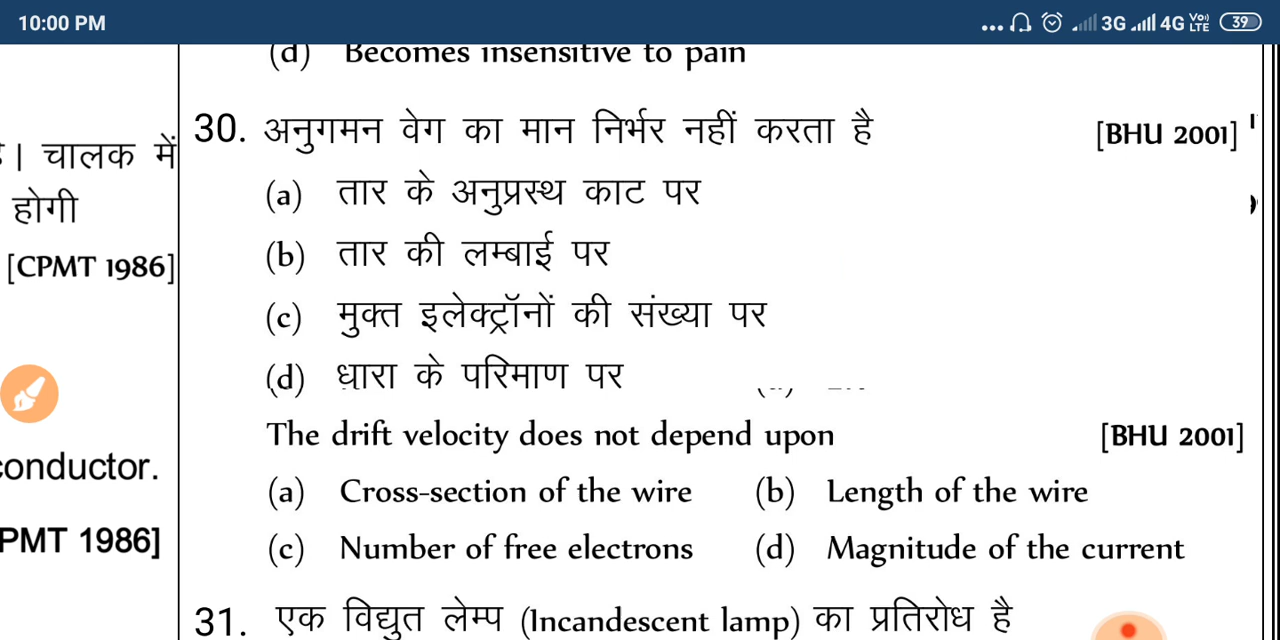 10:00 PM
3G 4G Vo)) LTE 39
। चालक में
होगी
[CPMT 1986]
conductor.
PMT 1986]
(d) Becomes insensitive to pain
30. अनुगमन वेग का मान निर्भर नहीं करता है [BHU 2001]
(a) तार के अनुप्रस्थ काट पर
(b) तार की लम्बाई पर
(c) मुक्त इलेक्ट्रॉनों की संख्या पर
(d) धारा के परिमाण पर
The drift velocity does not depend upon [BHU 2001]
(a) Cross-section of the wire (b) Length of the wire
(c) Number of free electrons (d) Magnitude of the current
31. एक विद्युत लेम्प (Incandescent lamp) का प्रतिरोध है